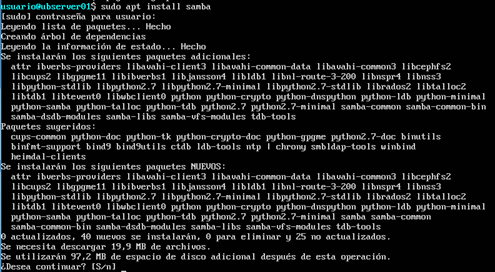 usuario@ubserver01$ sudo apt install samba
[sudo] contraseña para usuario:
Leyendo lista de paquetes... Hecho
Creando árbol de dependencias
Leyendo la información de estado... Hecho
Se instalarán los siguientes paquetes adicionales:
attr ibverbs-providers libavahi-client3 libavahi-common-data libavahi-common3 libcephfs2
libcups2 libgpgme11 libibverbs1 libjansson4 libldb1 libnl-route-3-200 libnspr4 libnss3
libpython-stdlib libpython2.7 libpython2.7-minimal libpython2.7-stdlib librados2 libtalloc2
libtdb1 libtevent0 libwbclient0 python python-crypto python-dnspython python-ldb python-minimal
python-samba python-talloc python-tdb python2.7 python2.7-minimal samba-common samba-common-bin
samba-dsdb-modules samba-libs samba-vfs-modules tdb-tools
Paquetes sugeridos:
cups-common python-doc python-tk python-crypto-doc python-gpgme python2.7-doc binutils
binfmt-support bind9 bind9utils ctdb ldb-tools ntp | chrony smbldap-tools winbind
heimdal-clients
Se instalarán los siguientes paquetes NUEVOS:
attr ibverbs-providers libavahi-client3 libavahi-common-data libavahi-common3 libcephfs2
libcups2 libgpgme11 libibverbs1 libjansson4 libldb1 libnl-route-3-200 libnspr4 libnss3
libpython-stdlib libpython2.7 libpython2.7-minimal libpython2.7-stdlib librados2 libtalloc2
libtdb1 libtevent0 libwbclient0 python python-crypto python-dnspython python-ldb python-minimal
python-samba python-talloc python-tdb python2.7 python2.7-minimal samba samba-common
samba-common-bin samba-dsdb-modules samba-libs samba-vfs-modules tdb-tools
0 actualizados, 40 nuevos se instalarán, 0 para eliminar y 25 no actualizados.
Se necesita descargar 19,9 MB de archivos.
Se utilizarán 97,2 MB de espacio de disco adicional después de esta operación.
¿Desea continuar? [S/n]